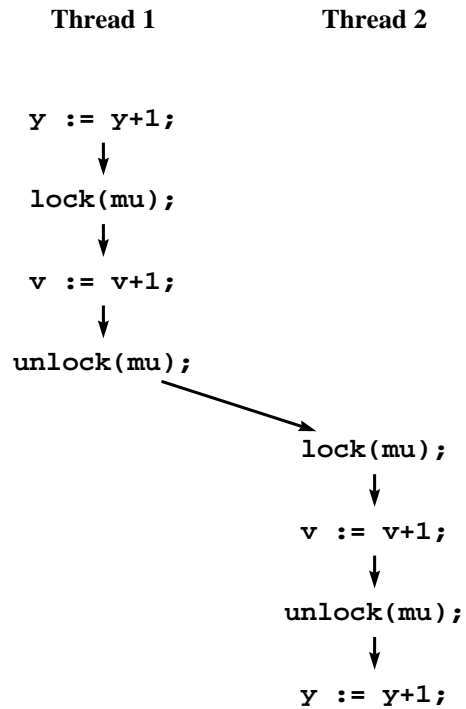 Thread 1 Thread 2
y := y+1;
lock(mu);
v := v+1;
unlock(mu);
lock(mu);
v := v+1;
unlock(mu);
y := y+1;